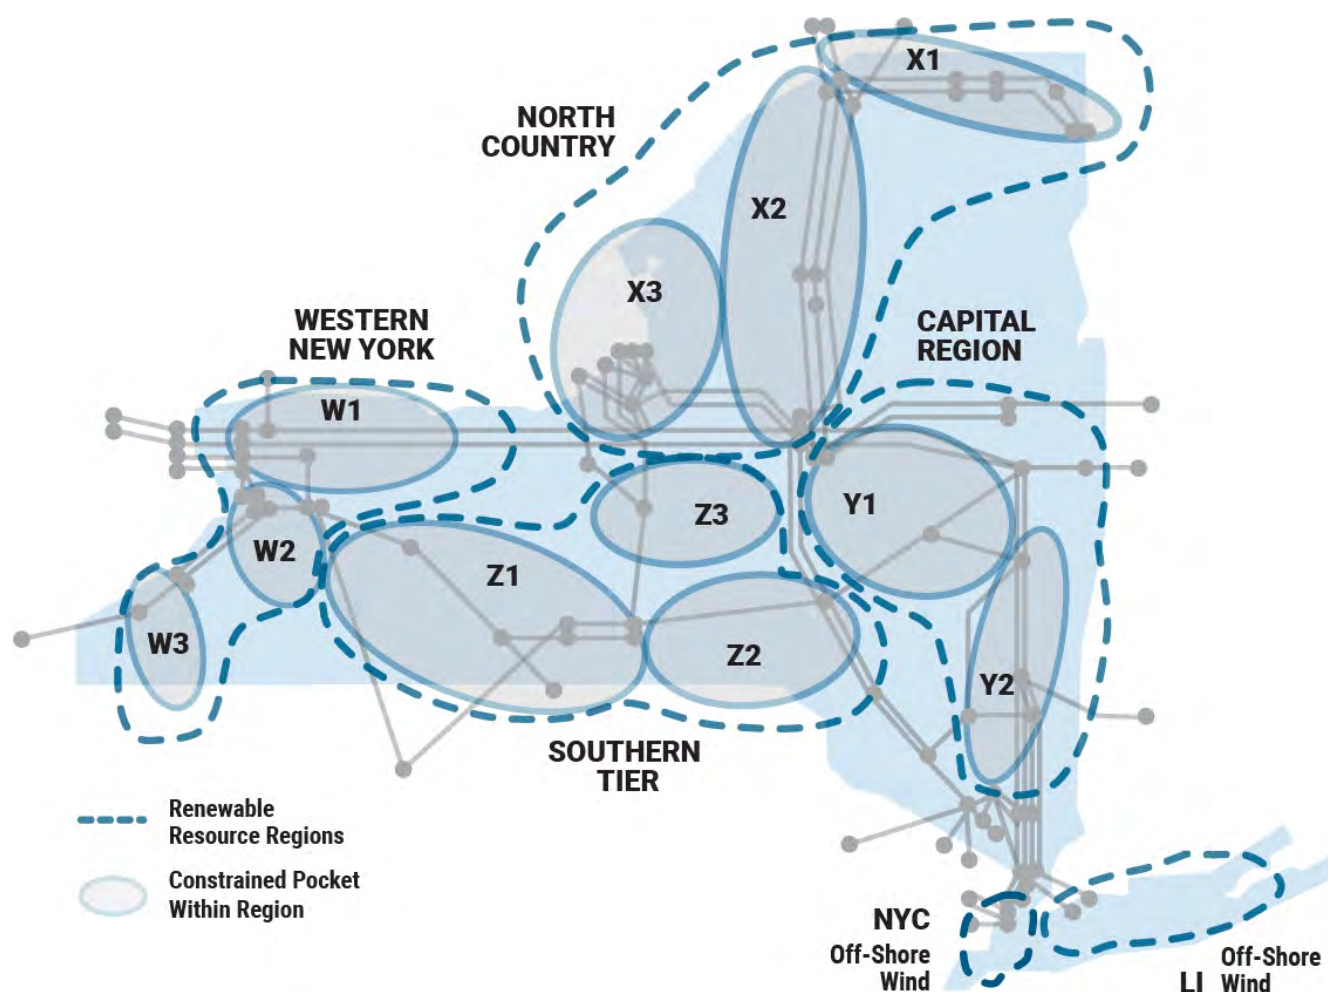 X1
NORTH
COUNTRY
X2
X3
WESTERN
NEW YORK
CAPITAL
REGION
W1
Z3
Y1
W2
Z1
W3
Z2
Y2
SOUTHERN
TIER
Renewable
Resource Regions
Constrained Pocket
Within Region
NYC
Off-Shore
Wind
LI
Off-Shore
Wind